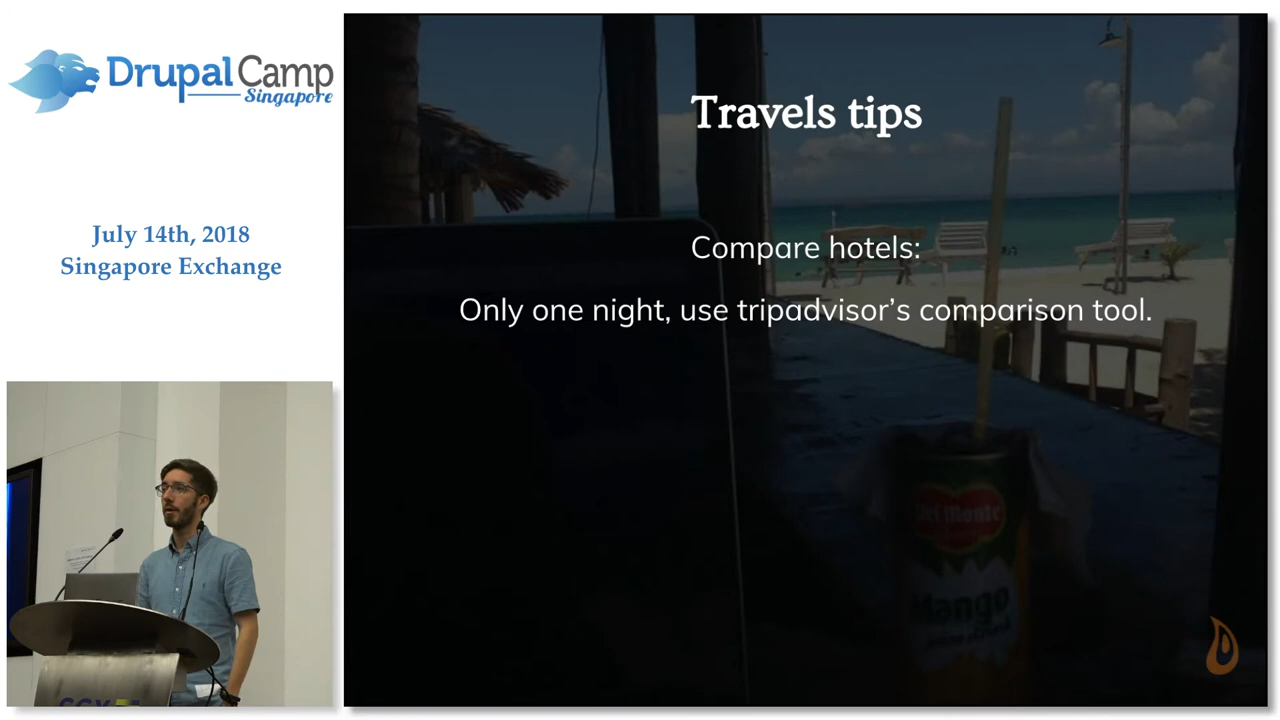 DrupalCamp
Singapore
July 14th, 2018
Singapore Exchange
Travels tips
Compare hotels:
Only one night, use tripadvisor's comparison tool.
Del Monte
Mango